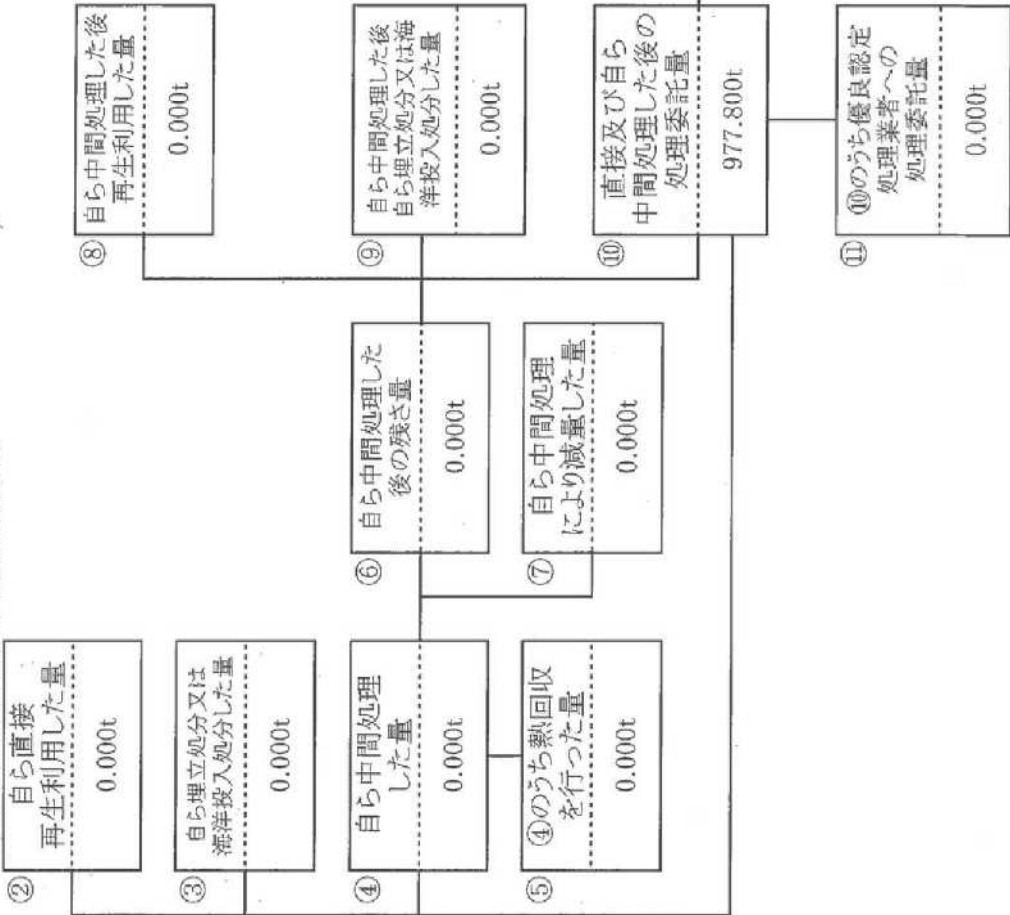 ②
自ら直接
再生利用した量
0.000t
③
自ら埋立処分又は
海洋投入処分した量
0.000t
④
自ら中間処理
した量
0.000t
⑤
④のうち熱回収
を行った量
0.000t
⑥
自ら中間処理した
後の残さ量
0.000t
⑦
自ら中間処理
により減量した量
0.000t
⑧
自ら中間処理した後
再生利用した量
0.000t
⑨
自ら中間処理した後
自ら埋立処分又は海
洋投入処分した量
0.000t
⑩
直接及び自ら
中間処理した後の
処理委託量
977.800t
⑪
⑩のうち優良認定
処理業者への
処理委託量
0.000t